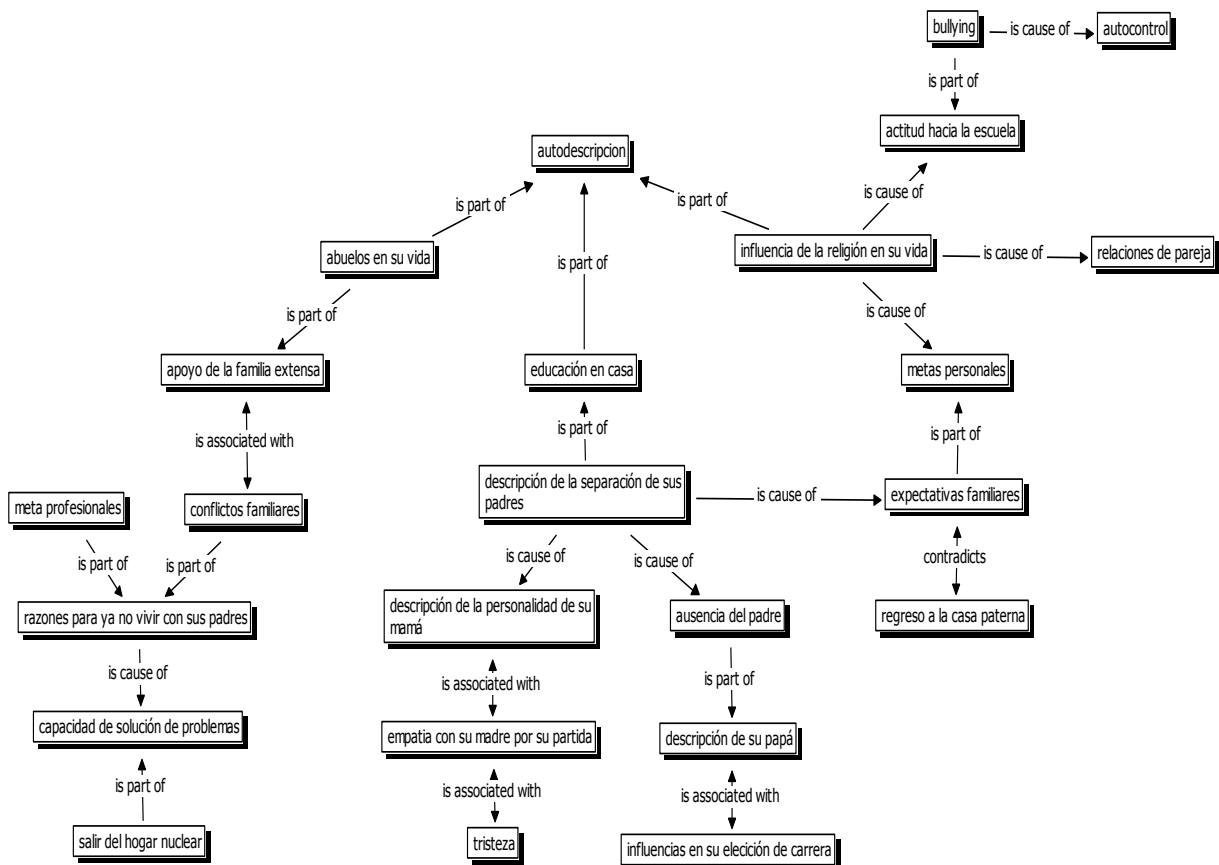 bullying
is cause of
autocontrol
is part of
actitud hacia la escuela
autodescripcion
is cause of
is part of
is part of
abuelos en su vida
influencia de la religión en su vida
is cause of
relaciones de pareja
is part of
is part of
is cause of
apoyo de la familia extensa
educación en casa
metas personales
is associated with
is part of
is part of
meta profesionales
conflictos familiares
descripción de la separación de sus
padres
is cause of
expectativas familiares
is part of
is part of
is cause of
is cause of
contradicts
razones para ya no vivir con sus padres
descripción de la personalidad de su
mamá
ausencia del padre
regreso a la casa paterna
is cause of
is associated with
is part of
capacidad de solución de problemas
empatia con su madre por su partida
descripción de su papá
is part of
is associated with
is associated with
salir del hogar nuclear
tristeza
influencias en su elecición de carrera